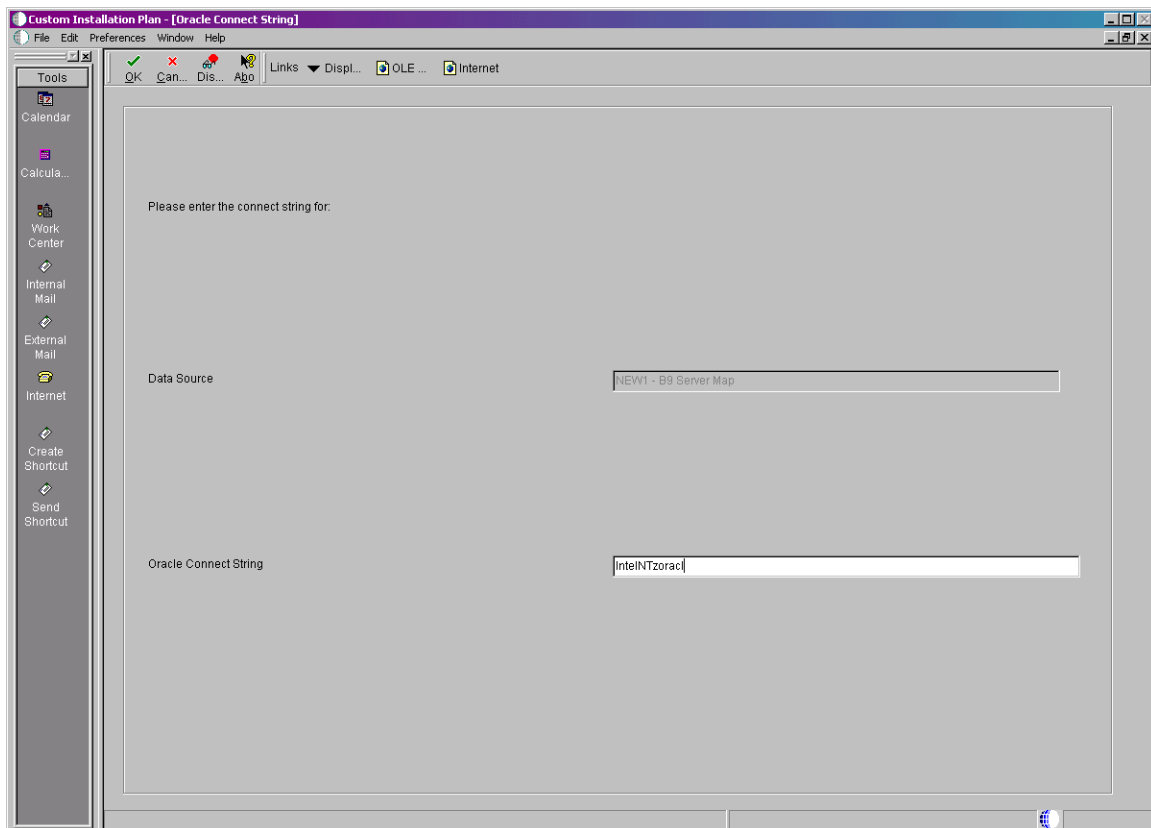 Custom Installation Plan - [Oracle Connect String]
File Edit Preferences Window Help
Tools
OK Can... Dis... Abo Links Displ... OLE ... Internet
Calendar
Calcula...
Work
Center
Internal
Mail
External
Mail
Internet
Create
Shortcut
Send
Shortcut
Please enter the connect string for:
Data Source NEW1 - B9 Server Map
Oracle Connect String IntelNTzoracl